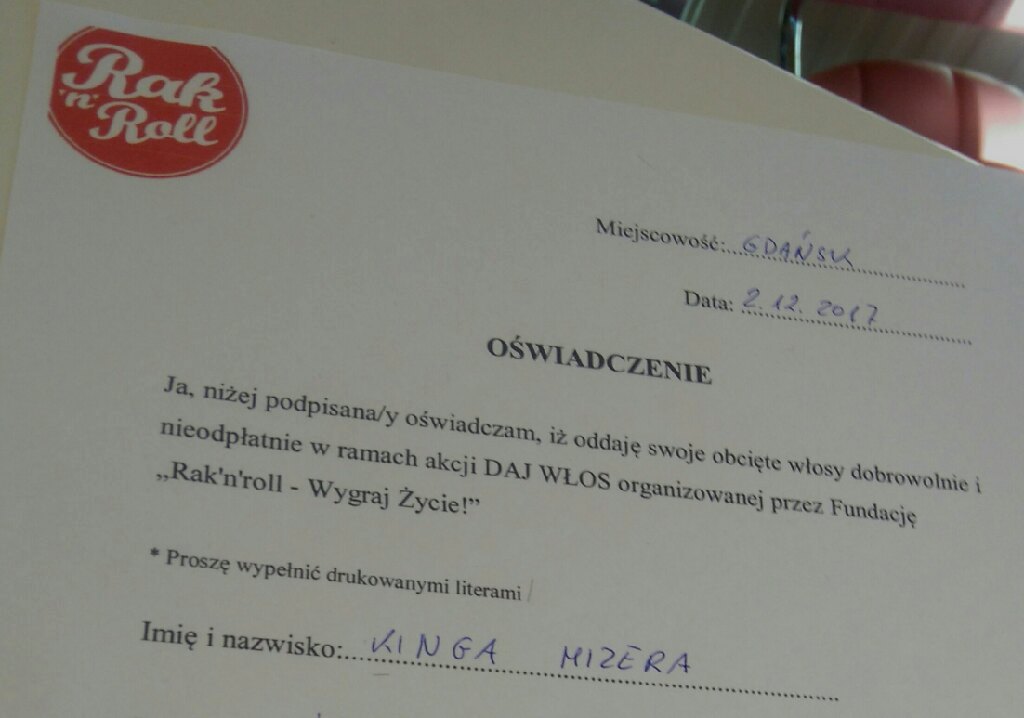 Rak
'n'
Roll
Miejscowość: GDAŃSK
Data: 2.12.2017
OŚWIADCZENIE
Ja, niżej podpisana/y oświadczam, iż oddaję swoje obcięte włosy dobrowolnie i
nieodpłatnie w ramach akcji DAJ WŁOS organizowanej przez Fundację
„Rak'n'roll - Wygraj Życie!”
* Proszę wypełnić drukowanymi literami
Imię i nazwisko: KINGA MIZERA